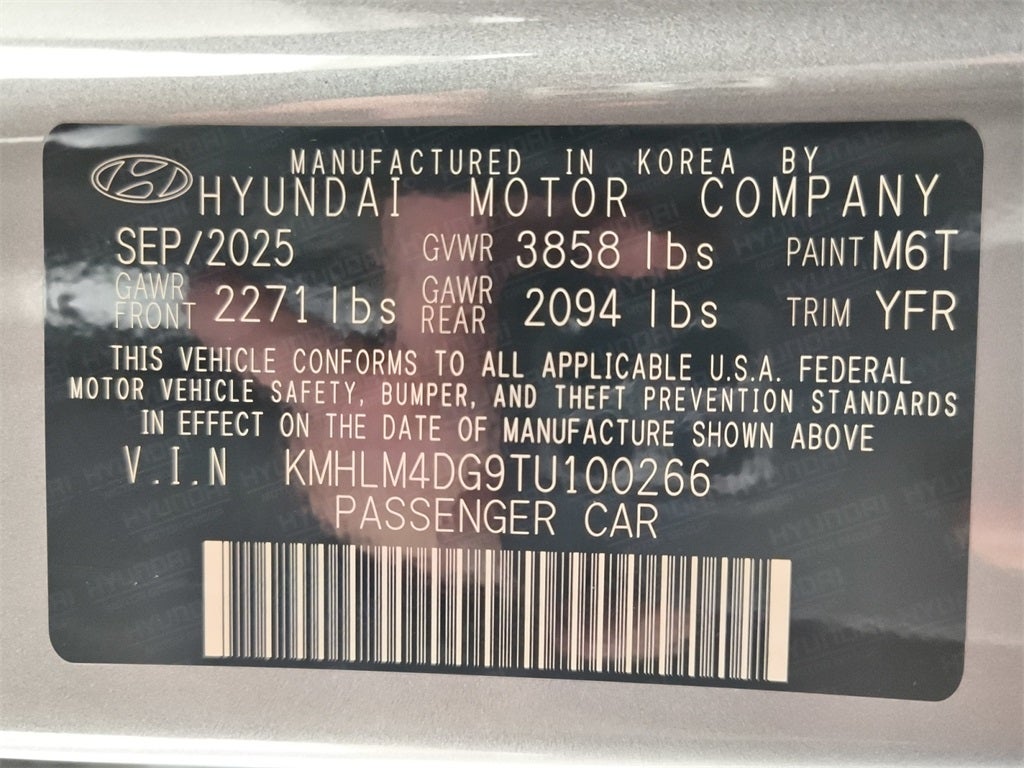 MANUFACTURED IN KOREA BY
HYUNDAI MOTOR COMPANY
SEP/2025 GVWR 3858 lbs PAINT M6T
GAWR FRONT 2271 lbs GAWR REAR 2094 lbs TRIM YFR
THIS VEHICLE CONFORMS TO ALL APPLICABLE U.S.A. FEDERAL
MOTOR VEHICLE SAFETY, BUMPER, AND THEFT PREVENTION STANDARDS
IN EFFECT ON THE DATE OF MANUFACTURE SHOWN ABOVE
V.I.N KMHLM4DG9TU100266
PASSENGER CAR